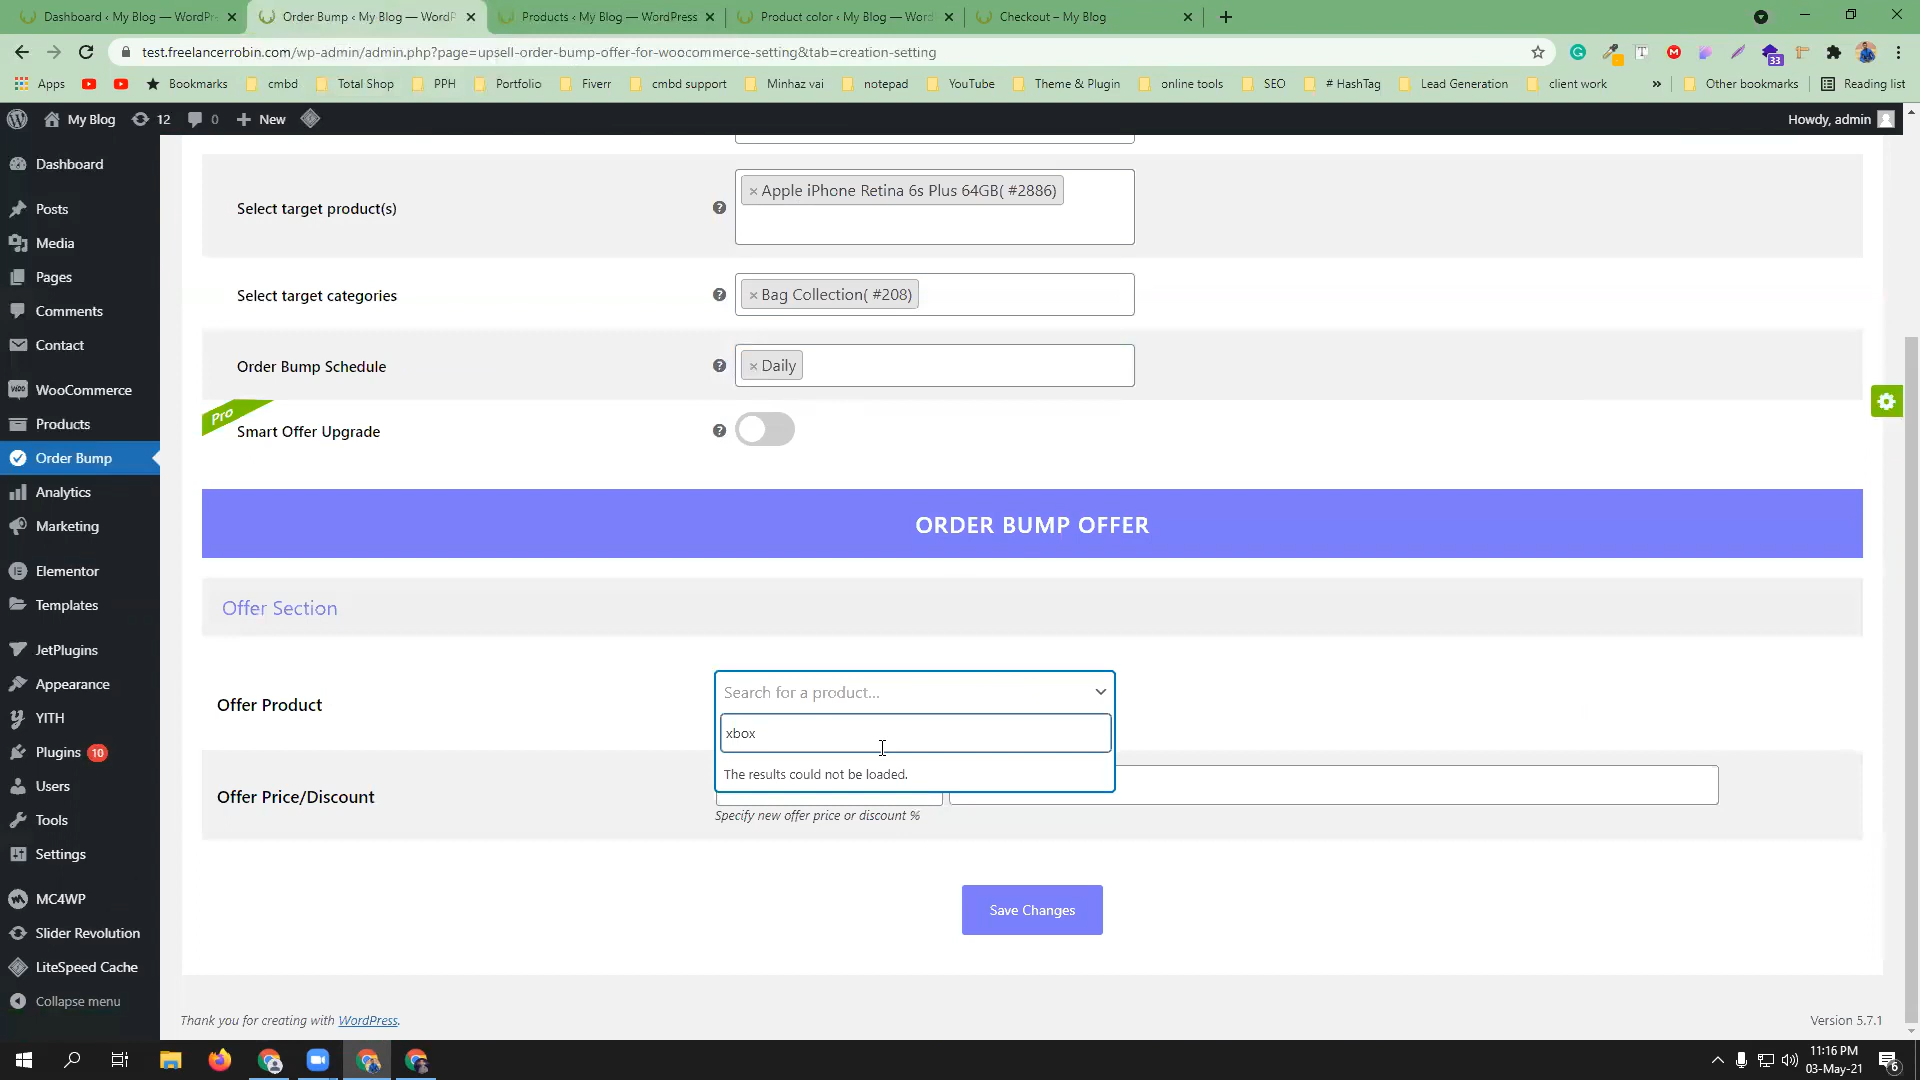 Dashboard ‹ My Blog — WordPr
Order Bump ‹ My Blog — WordP
Products ‹ My Blog — WordPress
Product color ‹ My Blog — Word
Checkout – My Blog
test.freelancerrobin.com/wp-admin/admin.php?page=upsell-order-bump-offer-for-woocommerce-setting&tab=creation-setting
33
Apps
Bookmarks
cmbd
Total Shop
PPH
Portfolio
Fiverr
cmbd support
Minhaz vai
notepad
YouTube
Theme & Plugin
online tools
SEO
# HashTag
Lead Generation
client work
»
Other bookmarks
Reading list
My Blog
12
0
New
Howdy, admin
Dashboard
Posts
Media
Pages
Comments
Contact
WooCommerce
Products
Order Bump
Analytics
Marketing
Elementor
Templates
JetPlugins
Appearance
YITH
Plugins 10
Users
Tools
Settings
MC4WP
Slider Revolution
LiteSpeed Cache
Collapse menu
Select target product(s)
× Apple iPhone Retina 6s Plus 64GB( #2886)
Select target categories
× Bag Collection( #208)
Order Bump Schedule
× Daily
Pro
Smart Offer Upgrade
ORDER BUMP OFFER
Offer Section
Offer Product
Search for a product...
xbox
The results could not be loaded.
Offer Price/Discount
Specify new offer price or discount %
Save Changes
Thank you for creating with WordPress.
Version 5.7.1
11:16 PM
03-May-21
6